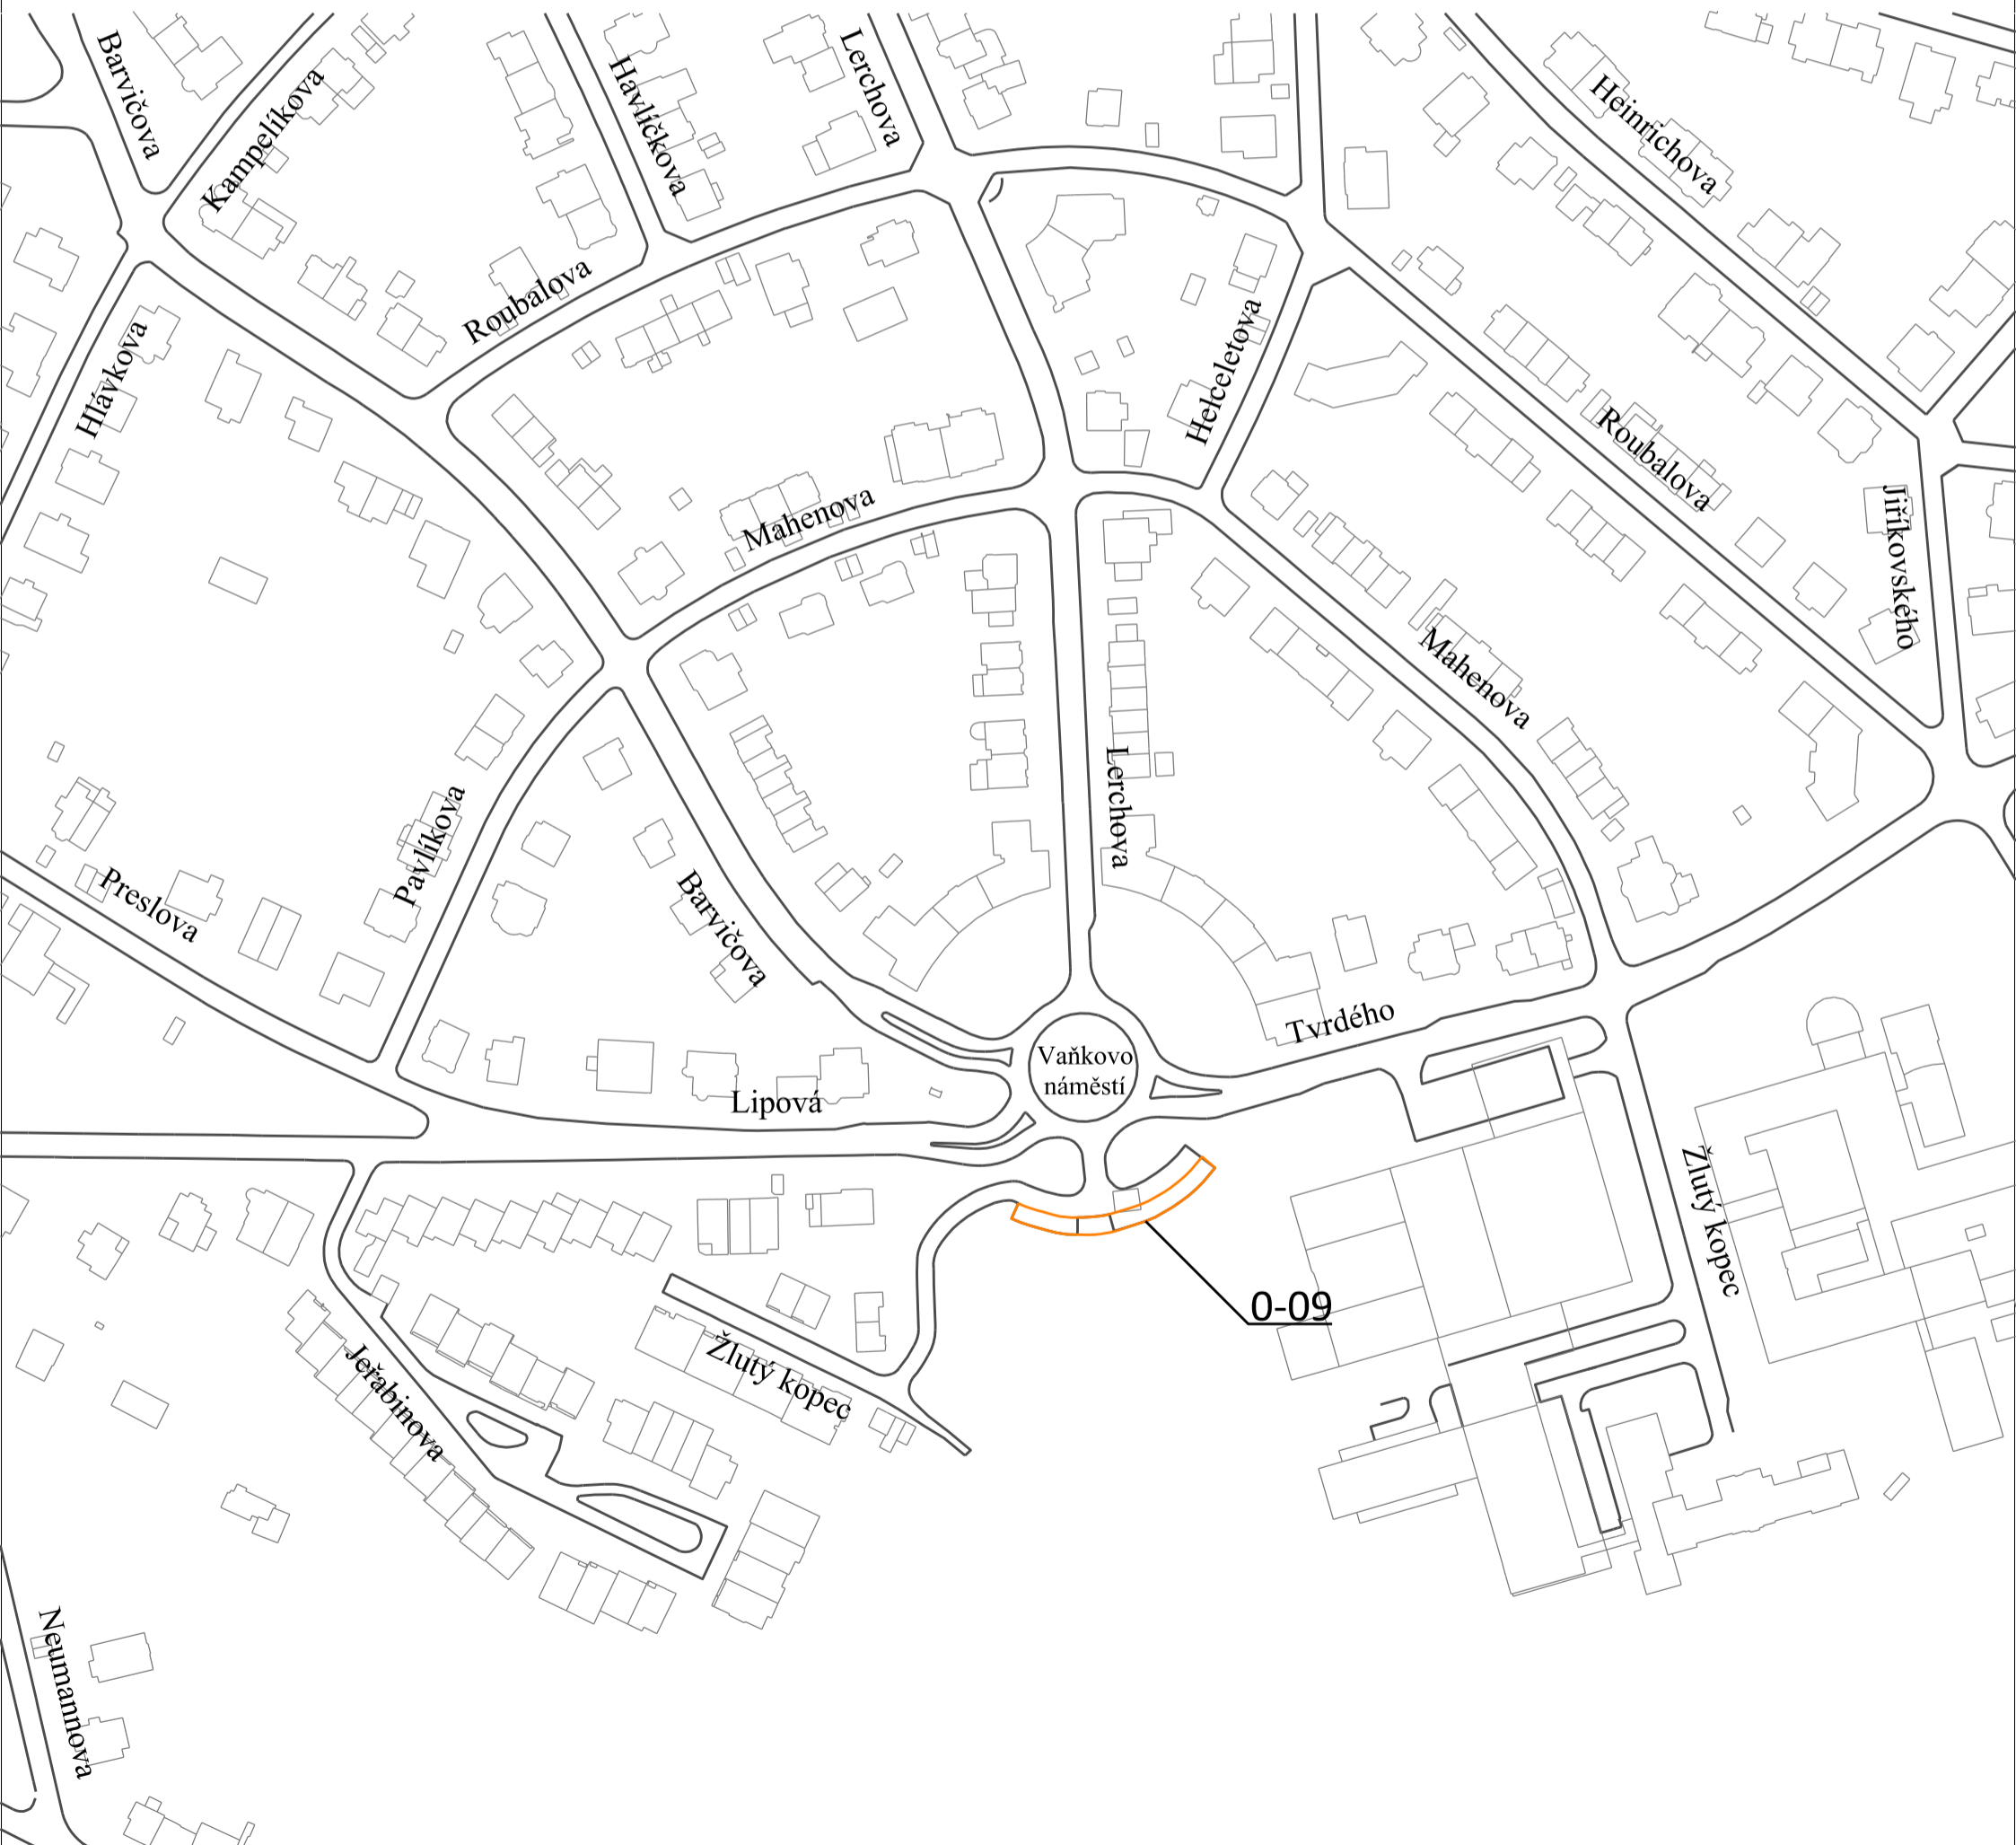 Barvičova
Kampelíkova
Havlíčkova
Lerchova
Heinrichova
Roubalova
Hlávkova
Helceletova
Roubalova
Mahenova
Jiříkovského
Mahenova
Lerchova
Pavlíkova
Preslova
Barvičova
Tvrdého
Vaňkovo
náměstí
Lipová
Žlutý kopec
0-09
Žlutý kopec
Jeřabinova
Neumannova